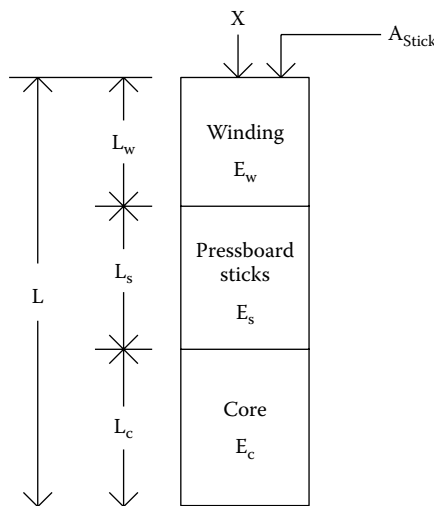 X
A_Stick
Winding
E_w
L_w
Pressboard
sticks
E_s
L_s
L
Core
E_c
L_c